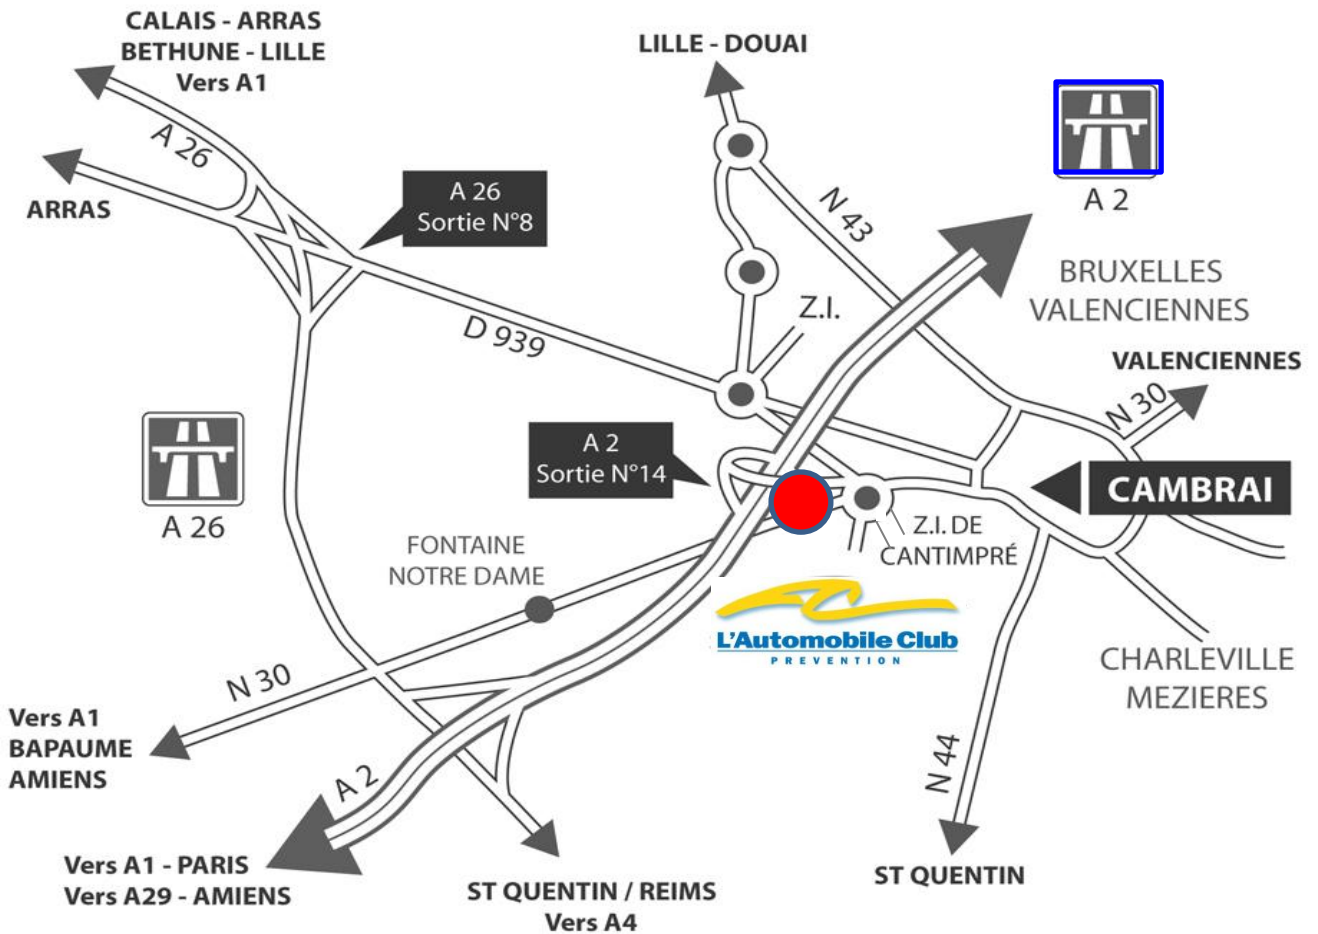 CALAIS - ARRAS
BETHUNE - LILLE
Vers A1
LILLE - DOUAI
A 26
ARRAS
A 26
Sortie N°8
N 43
A 2
BRUXELLES
VALENCIENNES
Z.I.
D 939
VALENCIENNES
N 30
A 2
Sortie N°14
CAMBRAI
A 26
Z.I. DE
CANTIMPRÉ
FONTAINE
NOTRE DAME
L'Automobile Club
PREVENTION
CHARLEVILLE
MEZIERES
N 30
Vers A1
BAPAUME
AMIENS
N 44
A 2
Vers A1 - PARIS
Vers A29 - AMIENS
ST QUENTIN / REIMS
Vers A4
ST QUENTIN